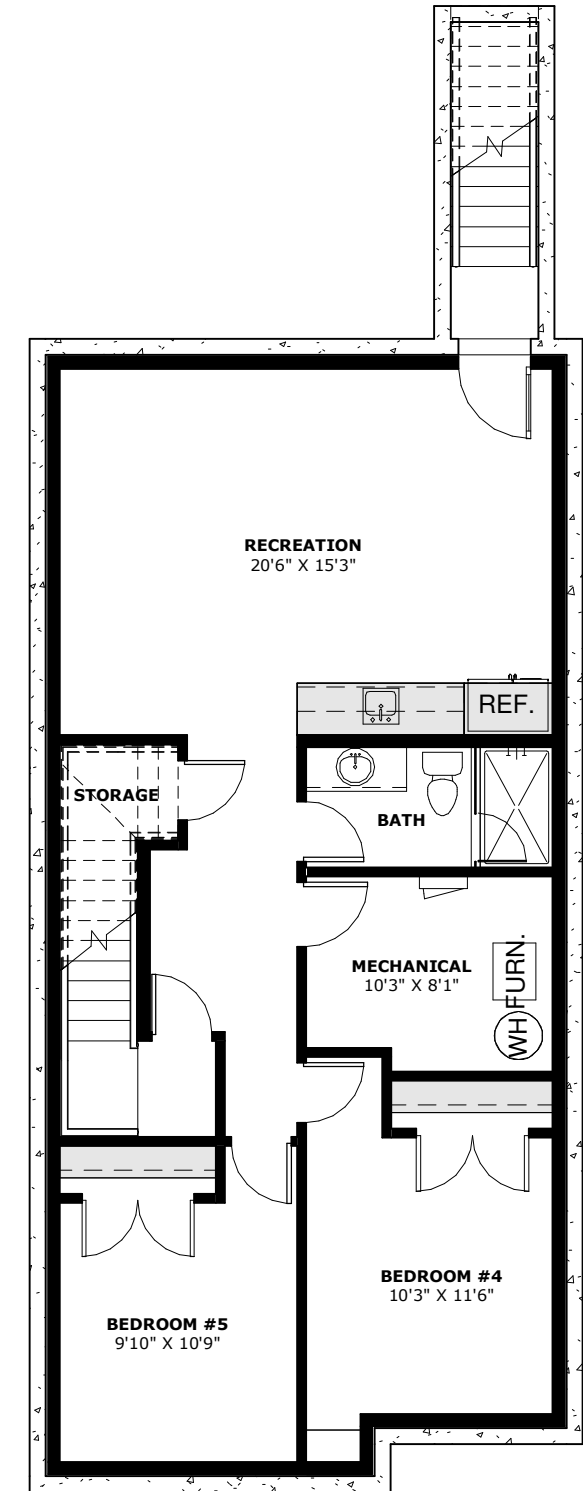 RECREATION
20'6" X 15'3"
REF.
STORAGE
BATH
MECHANICAL
10'3" X 8'1"
FURN.
WH
BEDROOM #4
10'3" X 11'6"
BEDROOM #5
9'10" X 10'9"